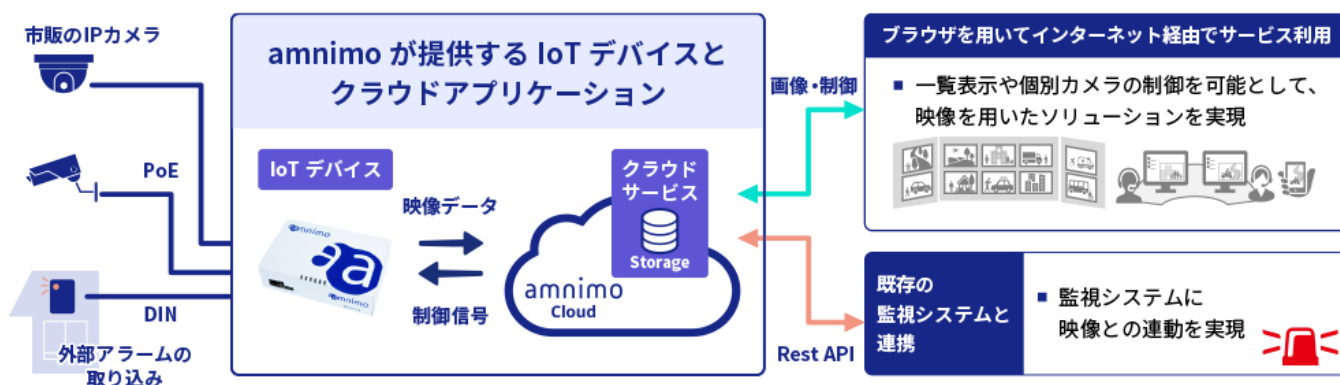 市販のIPカメラ
PoE
DIN
外部アラームの
取り込み
amnimo が提供する IoT デバイスと
クラウドアプリケーション
IoT デバイス
amnimo
amnimo
映像データ
制御信号
クラウド
サービス
Storage
amnimo
Cloud
画像・制御
Rest API
ブラウザを用いてインターネット経由でサービス利用
■ 一覧表示や個別カメラの制御を可能として、
映像を用いたソリューションを実現
既存の
監視システムと
連携
■ 監視システムに
映像との連動を実現